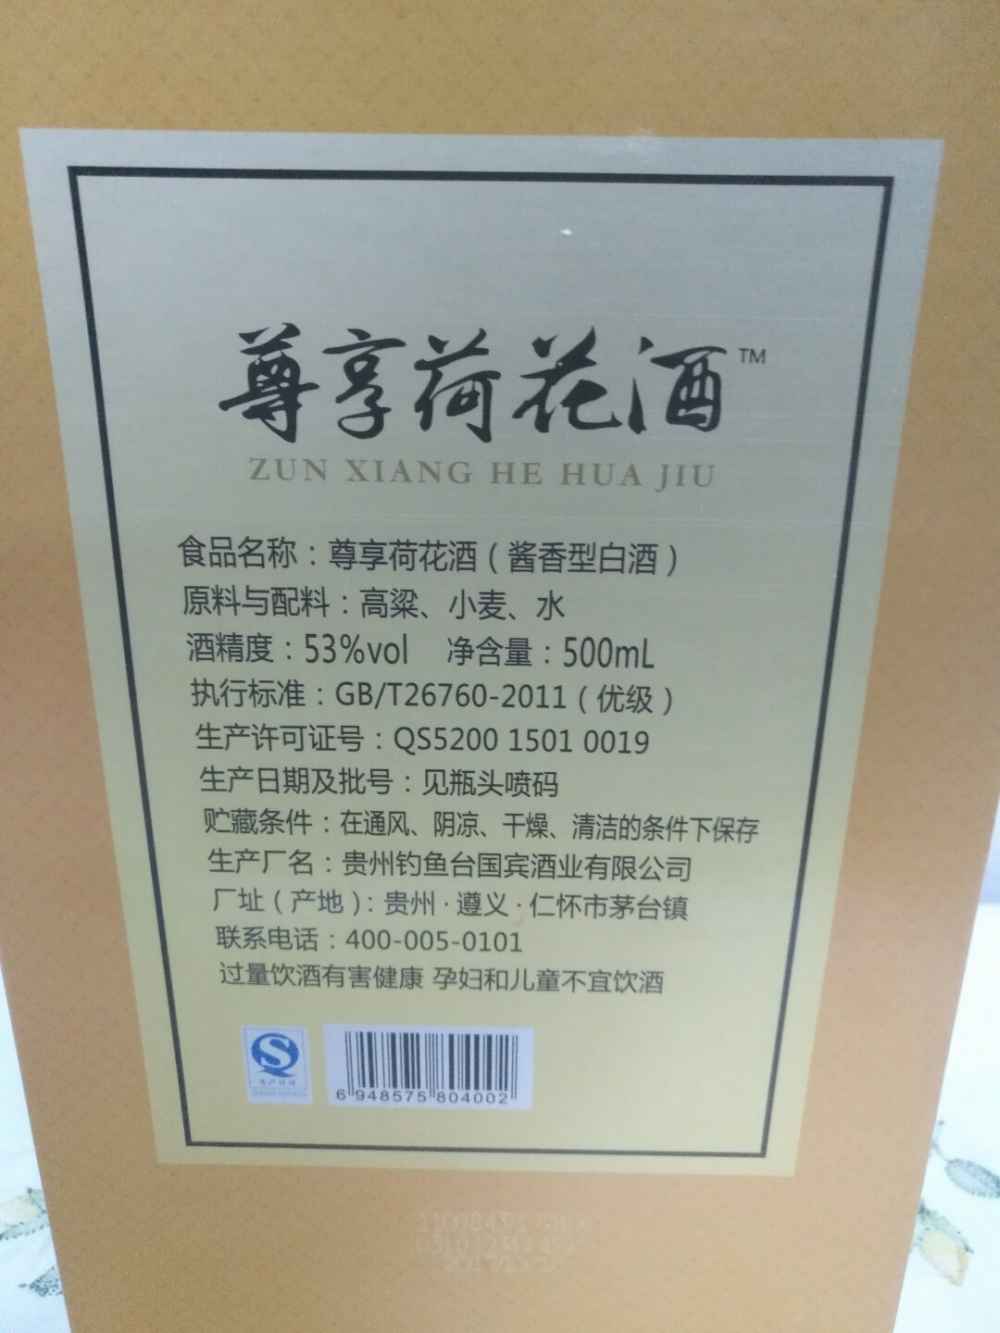 尊享荷花酒™
ZUN XIANG HE HUA JIU
食品名称：尊享荷花酒（酱香型白酒）
原料与配料：高粱、小麦、水
酒精度：53%vol 净含量：500mL
执行标准：GB/T26760-2011（优级）
生产许可证号：QS5200 1501 0019
生产日期及批号：见瓶头喷码
贮藏条件：在通风、阴凉、干燥、清洁的条件下保存
生产厂名：贵州钓鱼台国宾酒业有限公司
厂址（产地）：贵州·遵义·仁怀市茅台镇
联系电话：400-005-0101
过量饮酒有害健康 孕妇和儿童不宜饮酒
6 948575 804002